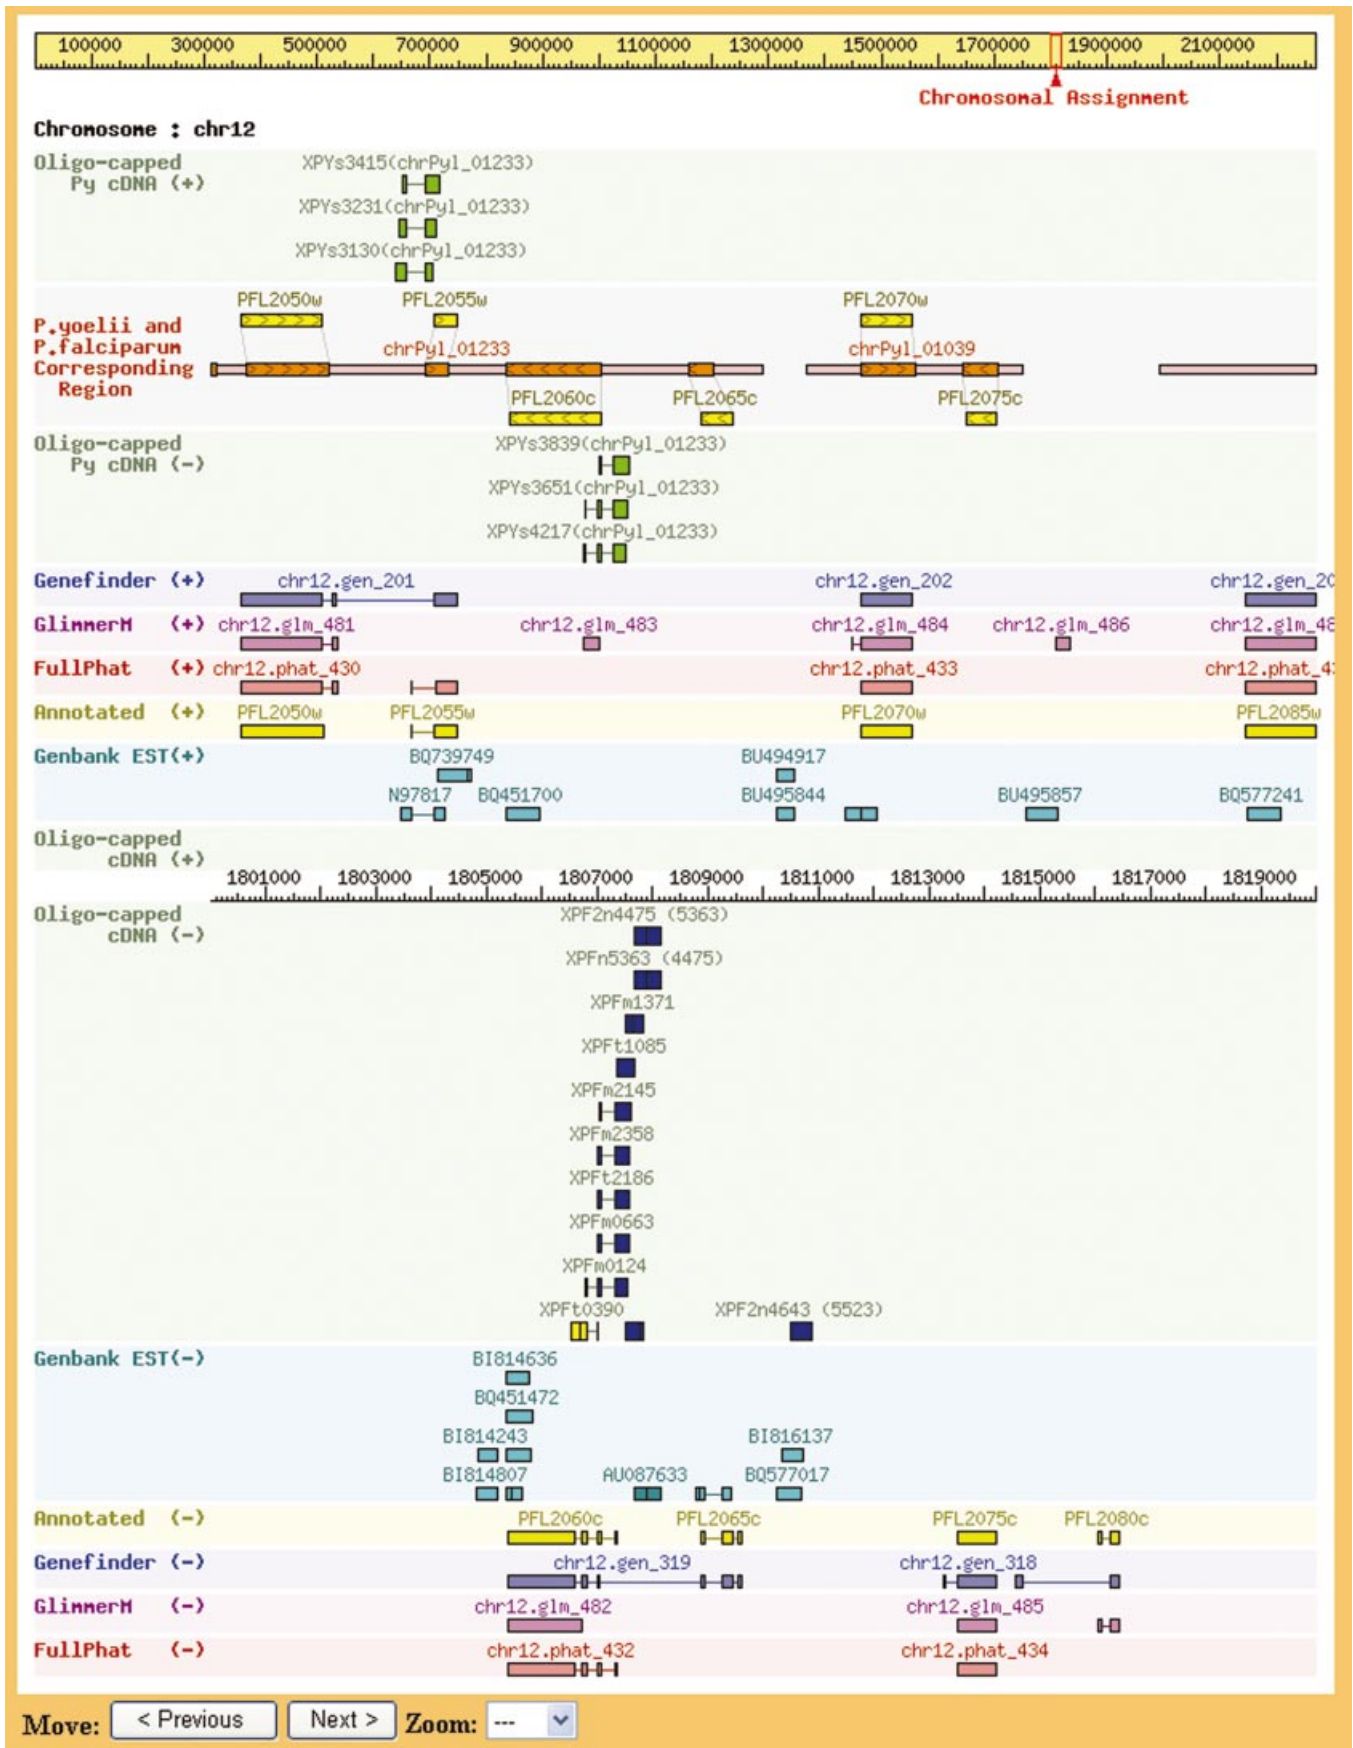 100000 300000 500000 700000 900000 1100000 1300000 1500000 1700000 1900000 2100000
Chromosomal Assignment
Chromosome : chr12
Oligo-capped
Py cDNA (+)
XPYs3415(chrPyl_01233)
XPYs3231(chrPyl_01233)
XPYs3130(chrPyl_01233)
PFL2050w PFL2055w PFL2070w
P.yoelii and
P.falciparum
Corresponding
Region
chrPyl_01233 chrPyl_01039
PFL2060c PFL2065c PFL2075c
Oligo-capped
Py cDNA (-)
XPYs3839(chrPyl_01233)
XPYs3651(chrPyl_01233)
XPYs4217(chrPyl_01233)
Genefinder (+) chr12.gen_201 chr12.gen_202 chr12.gen_20
GlimmerM (+) chr12.glm_481 chr12.glm_483 chr12.glm_484 chr12.glm_486 chr12.glm_48
FullPhat (+) chr12.phat_430 chr12.phat_433 chr12.phat_43
Annotated (+) PFL2050w PFL2055w PFL2070w PFL2085w
Genbank EST(+) BQ739749 BU494917
N97817 BQ451700 BU495844 BU495857 BQ577241
Oligo-capped
cDNA (+)
1801000 1803000 1805000 1807000 1809000 1811000 1813000 1815000 1817000 1819000
Oligo-capped
cDNA (-)
XPF2n4475 (5363)
XPFn5363 (4475)
XPFm1371
XPFt1085
XPFm2145
XPFm2358
XPFt2186
XPFm0663
XPFm0124
XPFt0390 XPF2n4643 (5523)
Genbank EST(-) BI814636
BQ451472
BI814243 BI816137
BI814807 AU087633 BQ577017
Annotated (-) PFL2060c PFL2065c PFL2075c PFL2080c
Genefinder (-) chr12.gen_319 chr12.gen_318
GlimmerM (-) chr12.glm_482 chr12.glm_485
FullPhat (-) chr12.phat_432 chr12.phat_434
Move: < Previous Next > Zoom: ---